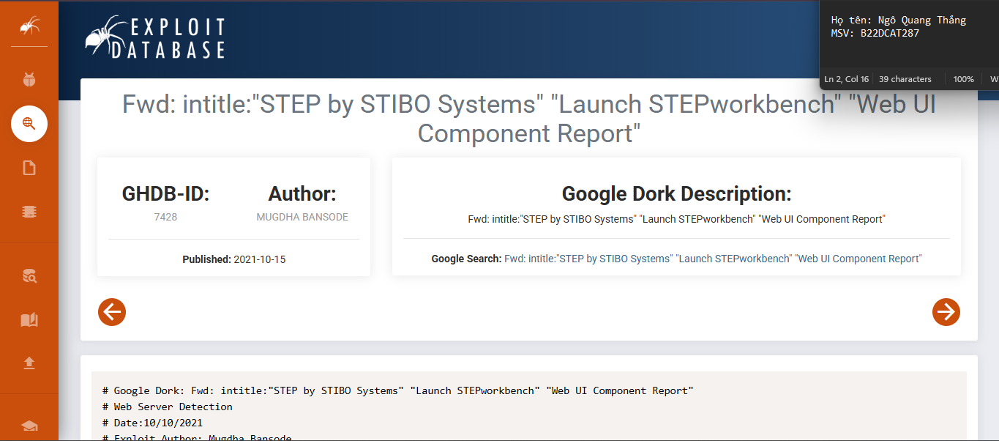 EXPLOIT
DATABASE
Họ tên: Ngô Quang Thắng
MSV: B22DCAT287
Ln 2, Col 16
39 characters
100%
W
Fwd: intitle:"STEP by STIBO Systems" "Launch STEPworkbench" "Web UI
Component Report"
GHDB-ID:
7428
Author:
MUGDHA BANSODE
Published: 2021-10-15
Google Dork Description:
Fwd: intitle:"STEP by STIBO Systems" "Launch STEPworkbench" "Web UI Component Report"
Google Search: Fwd: intitle:"STEP by STIBO Systems" "Launch STEPworkbench" "Web UI Component Report"
# Google Dork: Fwd: intitle:"STEP by STIBO Systems" "Launch STEPworkbench" "Web UI Component Report"
# Web Server Detection
# Date:10/10/2021
# Exploit Author: Mugdha Bansode